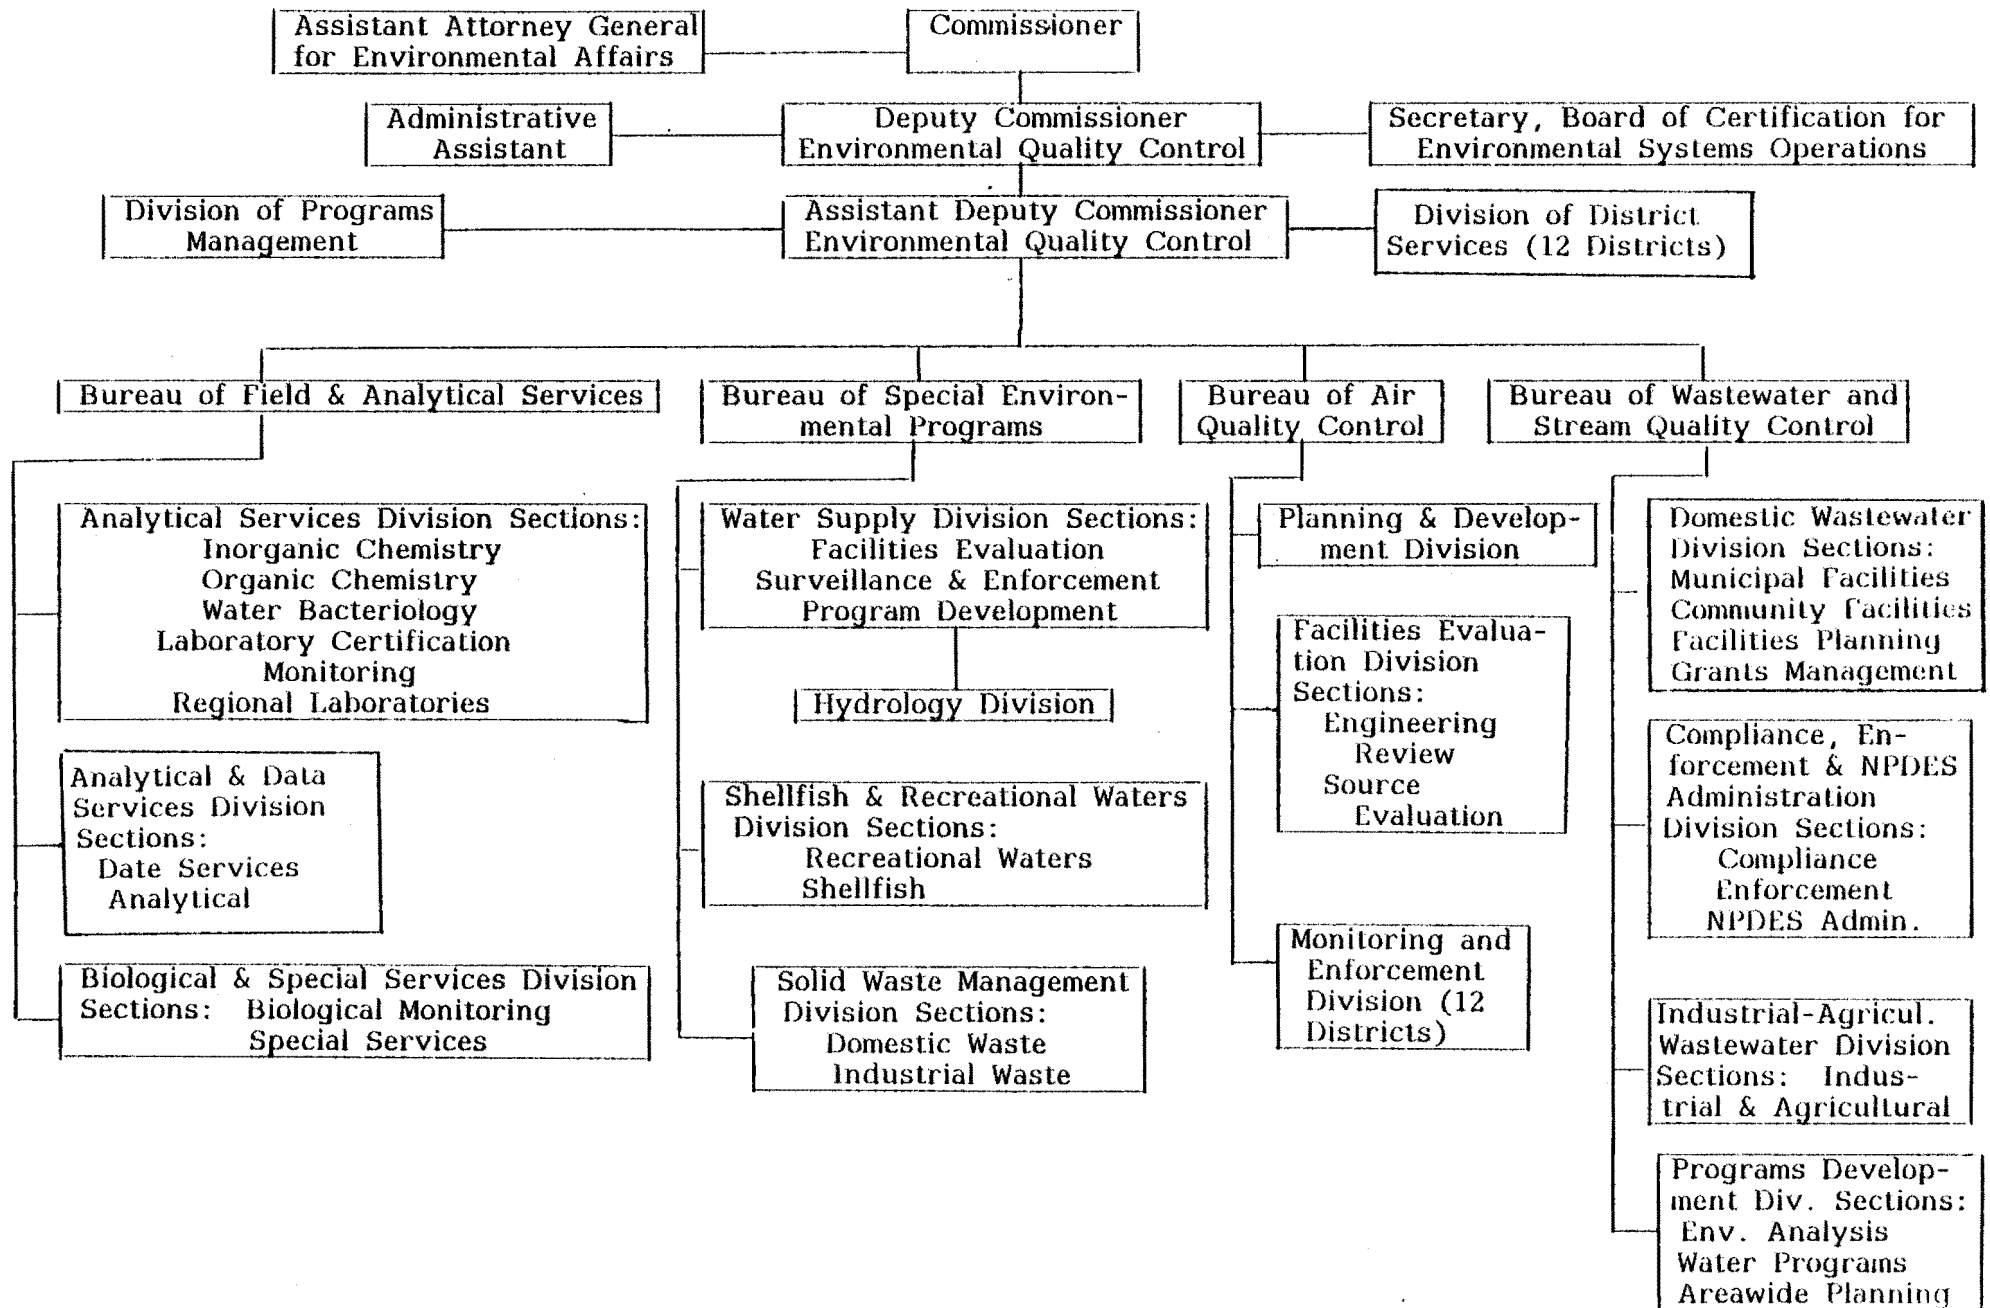 Assistant Attorney General
for Environmental Affairs
Commissioner
Administrative
Assistant
Deputy Commissioner
Environmental Quality Control
Secretary, Board of Certification for
Environmental Systems Operations
Division of Programs
Management
Assistant Deputy Commissioner
Environmental Quality Control
Division of District
Services (12 Districts)
Bureau of Field & Analytical Services
Bureau of Special Environ-
mental Programs
Bureau of Air
Quality Control
Bureau of Wastewater and
Stream Quality Control
Analytical Services Division Sections:
Inorganic Chemistry
Organic Chemistry
Water Bacteriology
Laboratory Certification
Monitoring
Regional Laboratories
Analytical & Data
Services Division
Sections:
Date Services
Analytical
Biological & Special Services Division
Sections: Biological Monitoring
Special Services
Water Supply Division Sections:
Facilities Evaluation
Surveillance & Enforcement
Program Development
Hydrology Division
Shellfish & Recreational Waters
Division Sections:
Recreational Waters
Shellfish
Solid Waste Management
Division Sections:
Domestic Waste
Industrial Waste
Planning & Develop-
ment Division
Facilities Evalua-
tion Division
Sections:
Engineering
Review
Source
Evaluation
Monitoring and
Enforcement
Division (12
Districts)
Domestic Wastewater
Division Sections:
Municipal Facilities
Community Facilities
Facilities Planning
Grants Management
Compliance, En-
forcement & NPDES
Administration
Division Sections:
Compliance
Enforcement
NPDES Admin.
Industrial-Agricul.
Wastewater Division
Sections: Indus-
trial & Agricultural
Programs Develop-
ment Div. Sections:
Env. Analysis
Water Programs
Areawide Planning